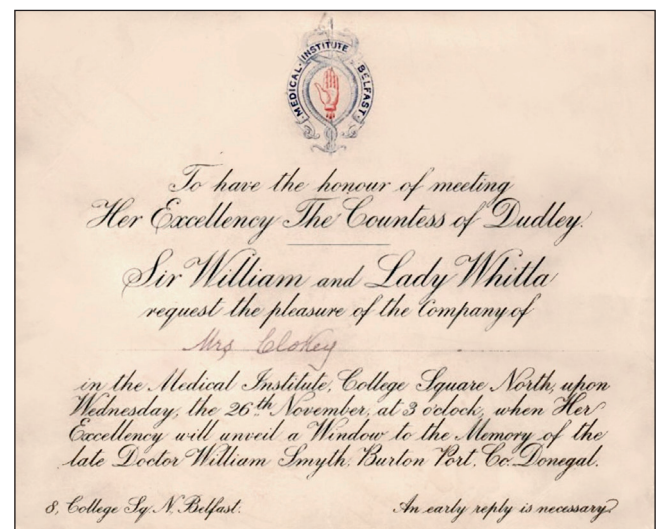 MEDICAL · INSTITUTE BELFAST
To have the honour of meeting
Her Excellency The Countess of Dudley.
Sir William and Lady Whitla
request the pleasure of the Company of
Mrs Clokey
in the Medical Institute, College Square North, upon
Wednesday, the 26th November, at 3 o'clock, when Her
Excellency will unveil a Window to the Memory of the
late Doctor William Smyth, Burton Port, Co. Donegal.
8, College Sq. N. Belfast.
An early reply is necessary.